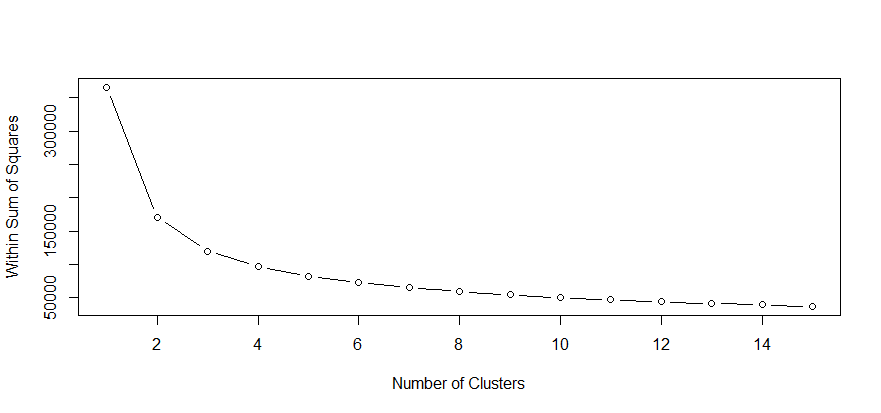 Within Sum of Squares
50000
150000
300000
2 4 6 8 10 12 14
Number of Clusters